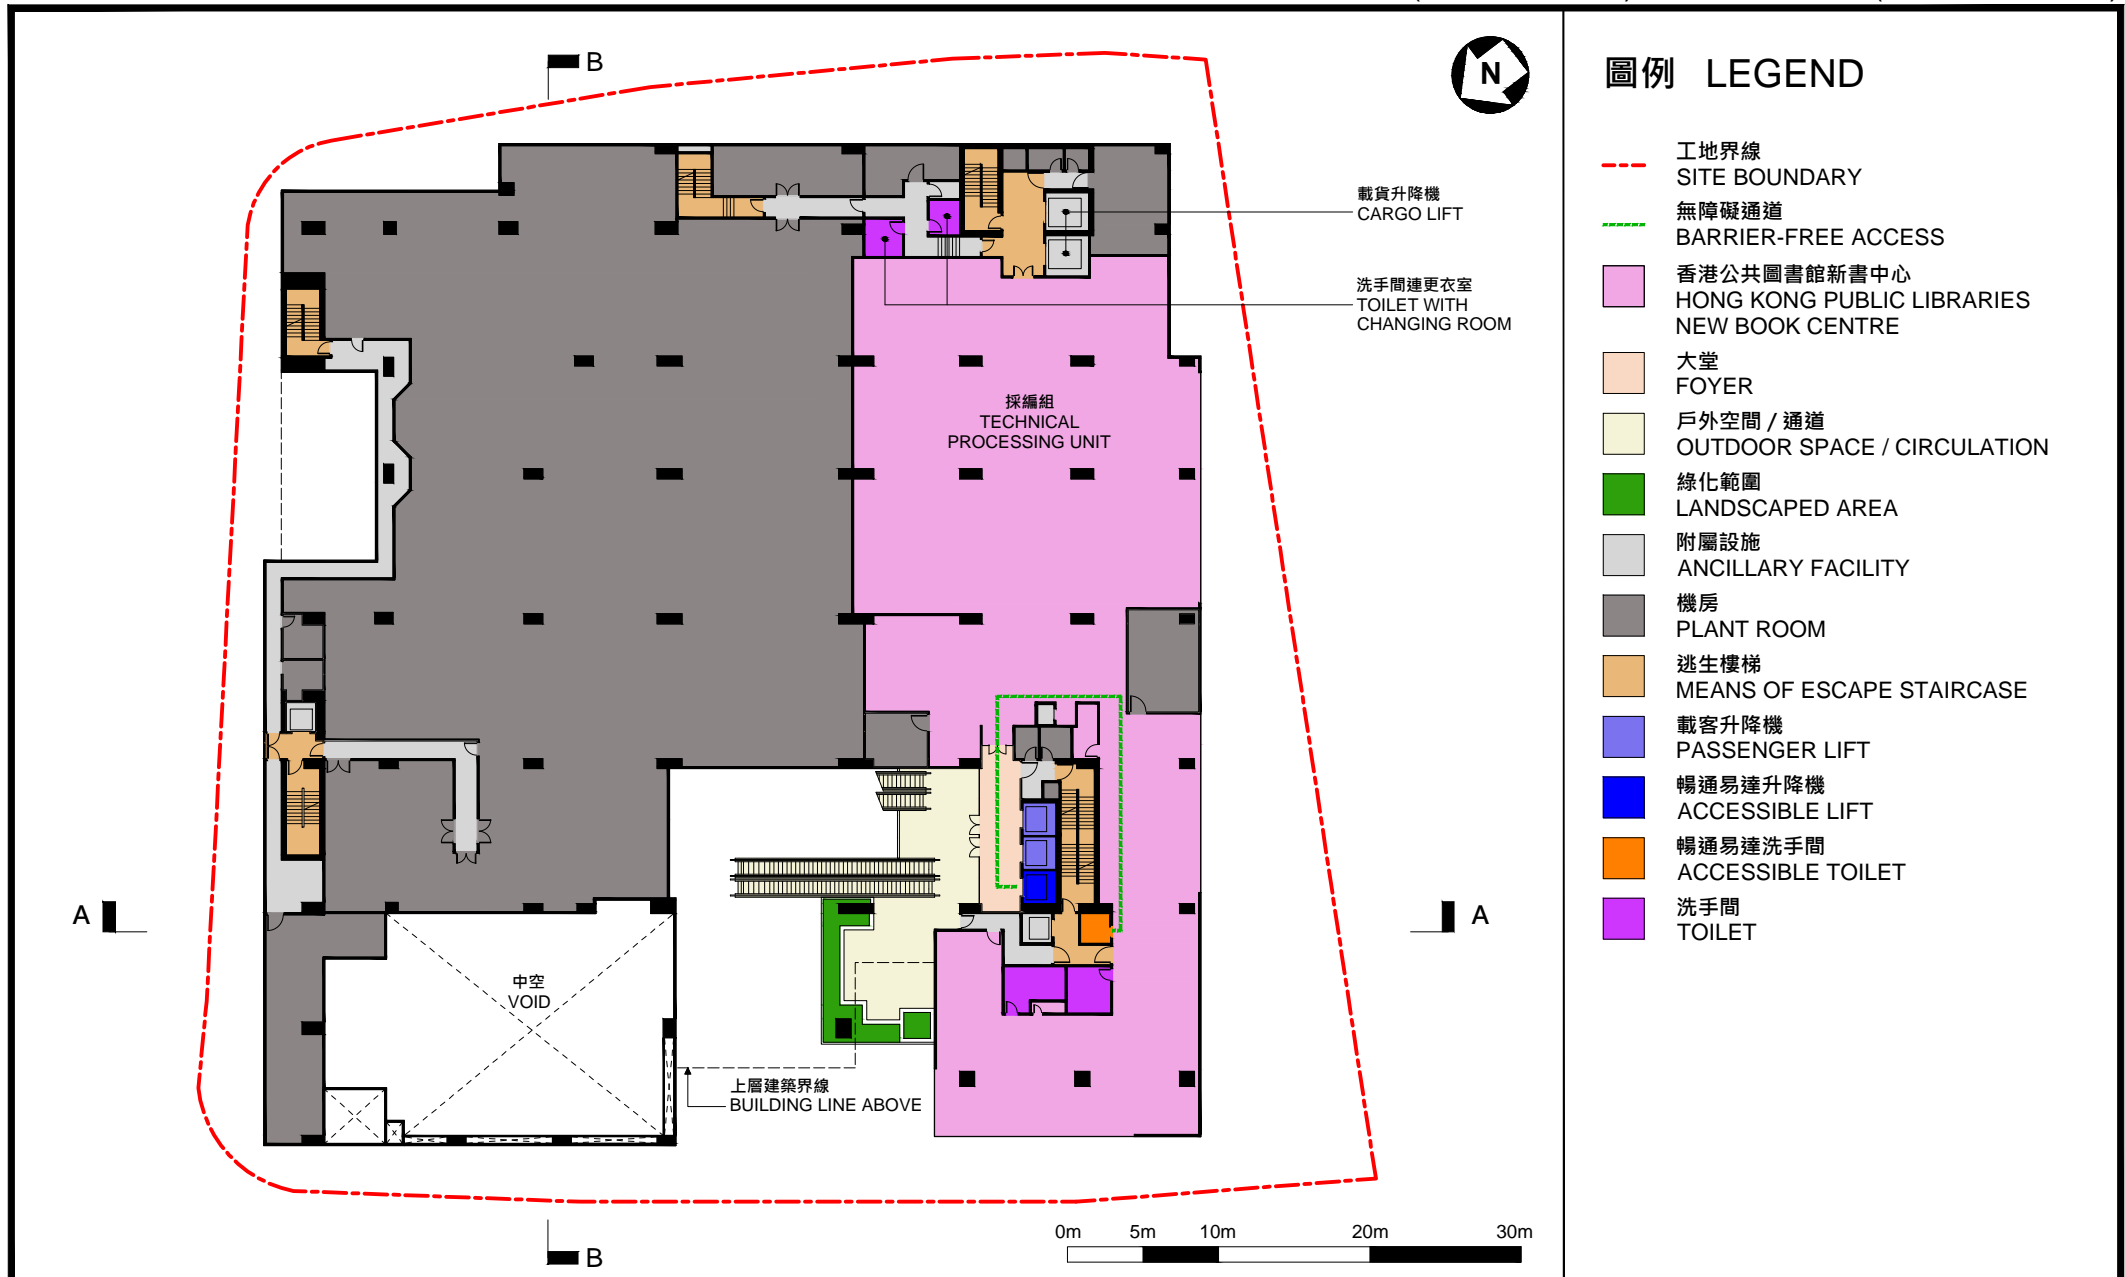 B
N
載貨升降機
CARGO LIFT
洗手間連更衣室
TOILET WITH
CHANGING ROOM
採編組
TECHNICAL
PROCESSING UNIT
A
A
中空
VOID
上層建築界線
BUILDING LINE ABOVE
B
0m 5m 10m 20m 30m
圖例 LEGEND
工地界線
SITE BOUNDARY
無障礙通道
BARRIER-FREE ACCESS
香港公共圖書館新書中心
HONG KONG PUBLIC LIBRARIES
NEW BOOK CENTRE
大堂
FOYER
戶外空間 / 通道
OUTDOOR SPACE / CIRCULATION
綠化範圍
LANDSCAPED AREA
附屬設施
ANCILLARY FACILITY
機房
PLANT ROOM
逃生樓梯
MEANS OF ESCAPE STAIRCASE
載客升降機
PASSENGER LIFT
暢通易達升降機
ACCESSIBLE LIFT
暢通易達洗手間
ACCESSIBLE TOILET
洗手間
TOILET